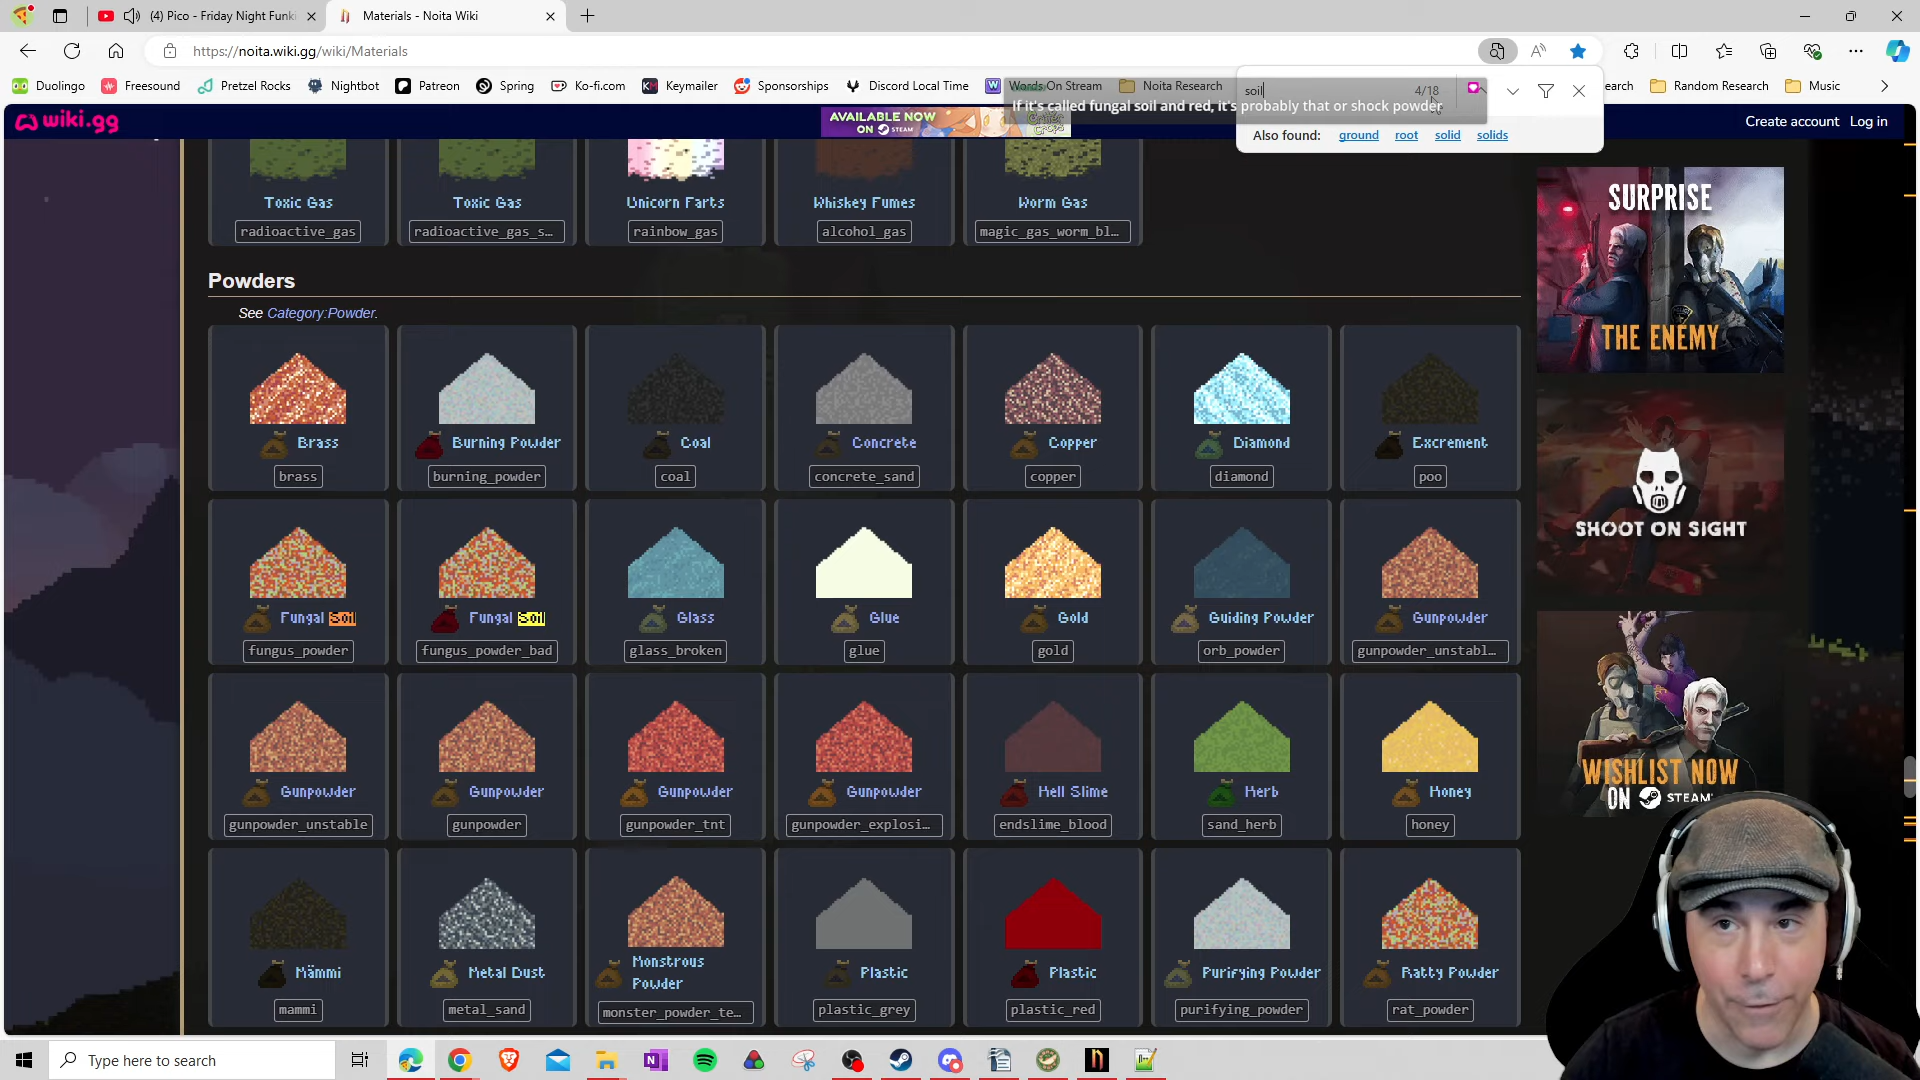 (4) Pico - Friday Night Funki
Materials - Noita Wiki
https://noita.wiki.gg/wiki/Materials
Duolingo
Freesound
Pretzel Rocks
Nightbot
Patreon
Spring
Ko-fi.com
Keymailer
Sponsorships
Discord Local Time
Wands On Stream
Noita Research
Random Research
Music
soil
4/18
If it's called fungal soil and red, it's probably that or shock powder
Also found: ground root solid solids
wiki.gg
AVAILABLE NOW
ON STEAM
Create account Log in
Toxic Gas
radioactive_gas
Toxic Gas
radioactive_gas_s...
Unicorn Farts
rainbow_gas
Whiskey Fumes
alcohol_gas
Worm Gas
magic_gas_worm_bl...
Powders
See Category:Powder.
Brass
brass
Burning Powder
burning_powder
Coal
coal
Concrete
concrete_sand
Copper
copper
Diamond
diamond
Excrement
poo
Fungal Soil
fungus_powder
Fungal Soil
fungus_powder_bad
Glass
glass_broken
Glue
glue
Gold
gold
Guiding Powder
orb_powder
Gunpowder
gunpowder_unstabl...
Gunpowder
gunpowder_unstable
Gunpowder
gunpowder
Gunpowder
gunpowder_tnt
Gunpowder
gunpowder_explosi...
Hell Slime
endslime_blood
Herb
sand_herb
Honey
honey
Mämmi
mammi
Metal Dust
metal_sand
Monstrous
Powder
monster_powder_te...
Plastic
plastic_grey
Plastic
plastic_red
Purifying Powder
purifying_powder
Ratty Powder
rat_powder
SURPRISE
THE ENEMY
SHOOT ON SIGHT
WISHLIST NOW
ON STEAM
Type here to search